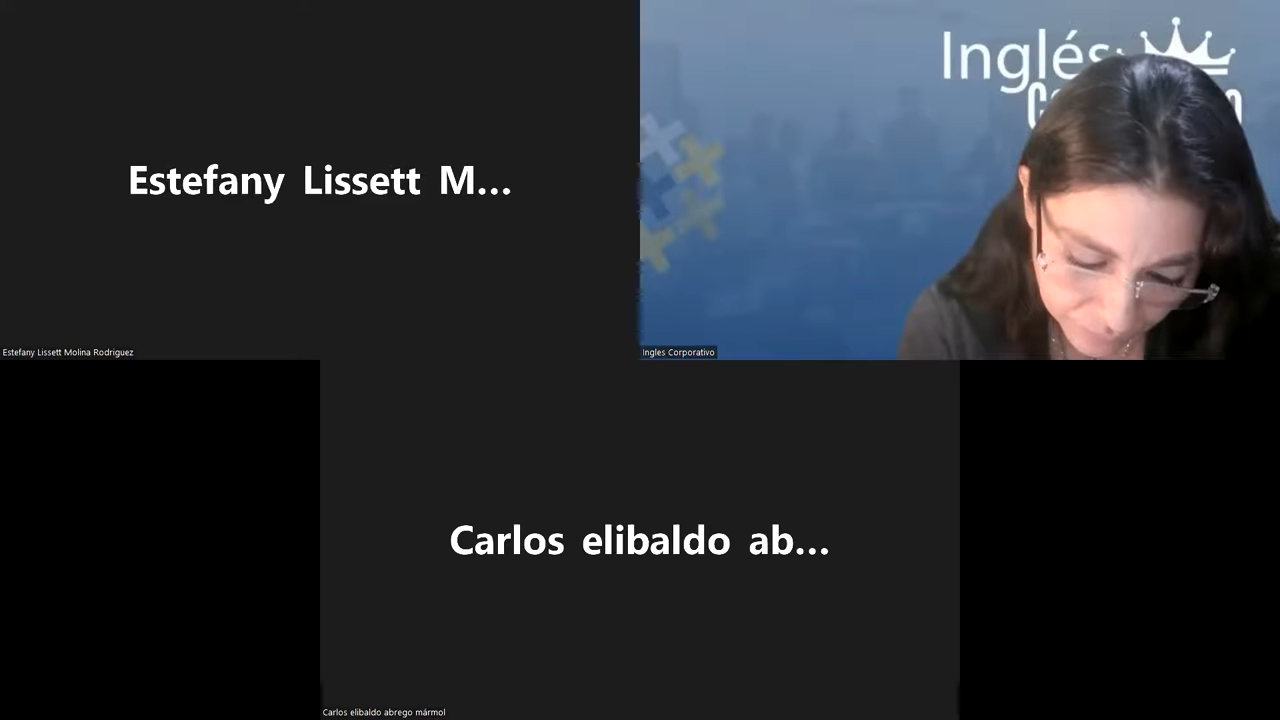 Estefany Lissett M...
Estefany Lissett Molina Rodriguez
Inglés
Ingles Corporativo
Carlos elibaldo ab...
Carlos elibaldo abrego mármol